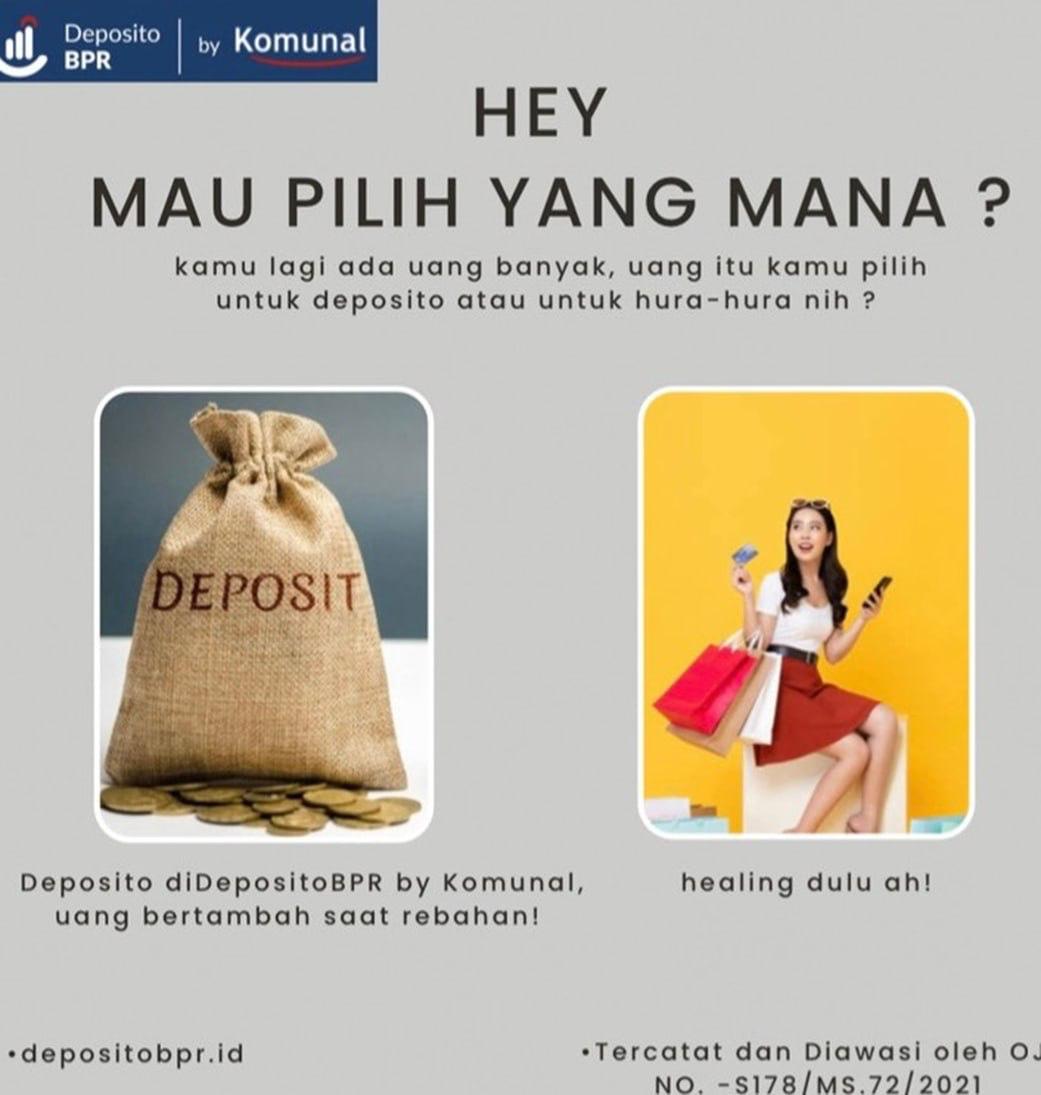 Deposito
BPR
by Komunal
HEY
MAU PILIH YANG MANA ?
kamu lagi ada uang banyak, uang itu kamu pilih
untuk deposito atau untuk hura-hura nih ?
DEPOSIT
Deposito diDepositoBPR by Komunal,
uang bertambah saat rebahan!
healing dulu ah!
•depositobpr.id
•Tercatat dan Diawasi oleh
NO. -S178/MS.72/2021